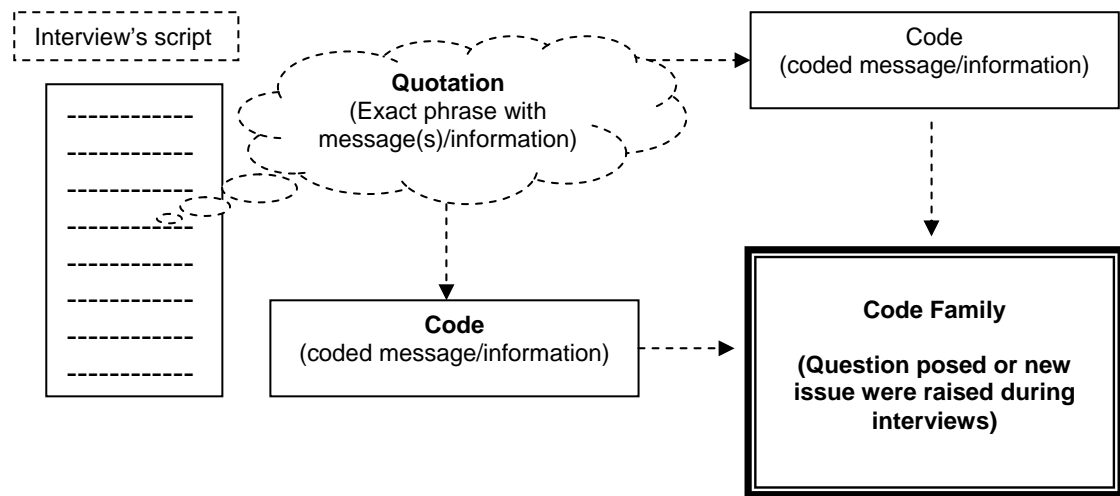 Interview's script
Quotation
(Exact phrase with
message(s)/information)
Code
(coded message/information)
Code
(coded message/information)
Code Family
(Question posed or new
issue were raised during
interviews)